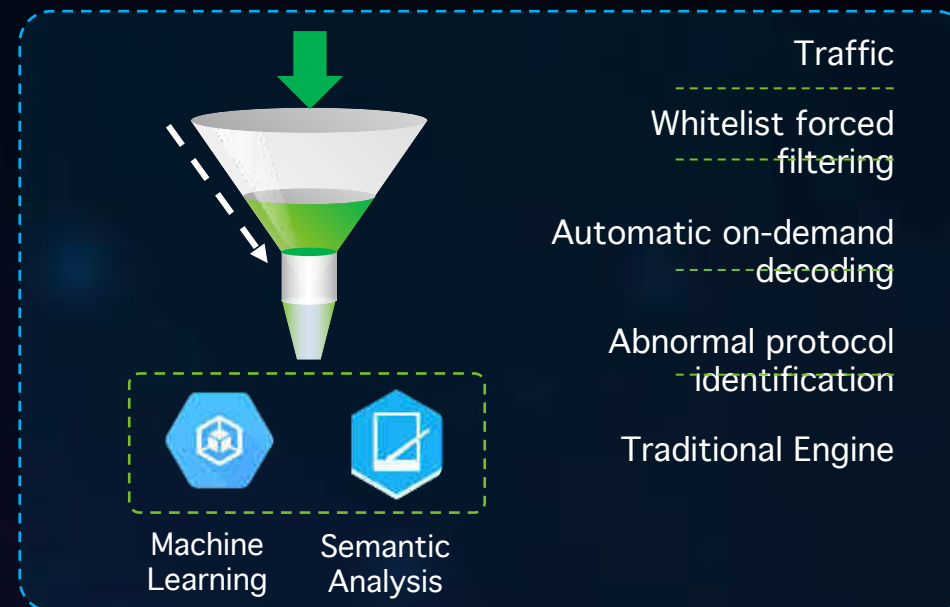 Traffic
Whitelist forced
filtering
Automatic on-demand
decoding
Abnormal protocol
identification
Traditional Engine
Machine
Learning
Semantic
Analysis